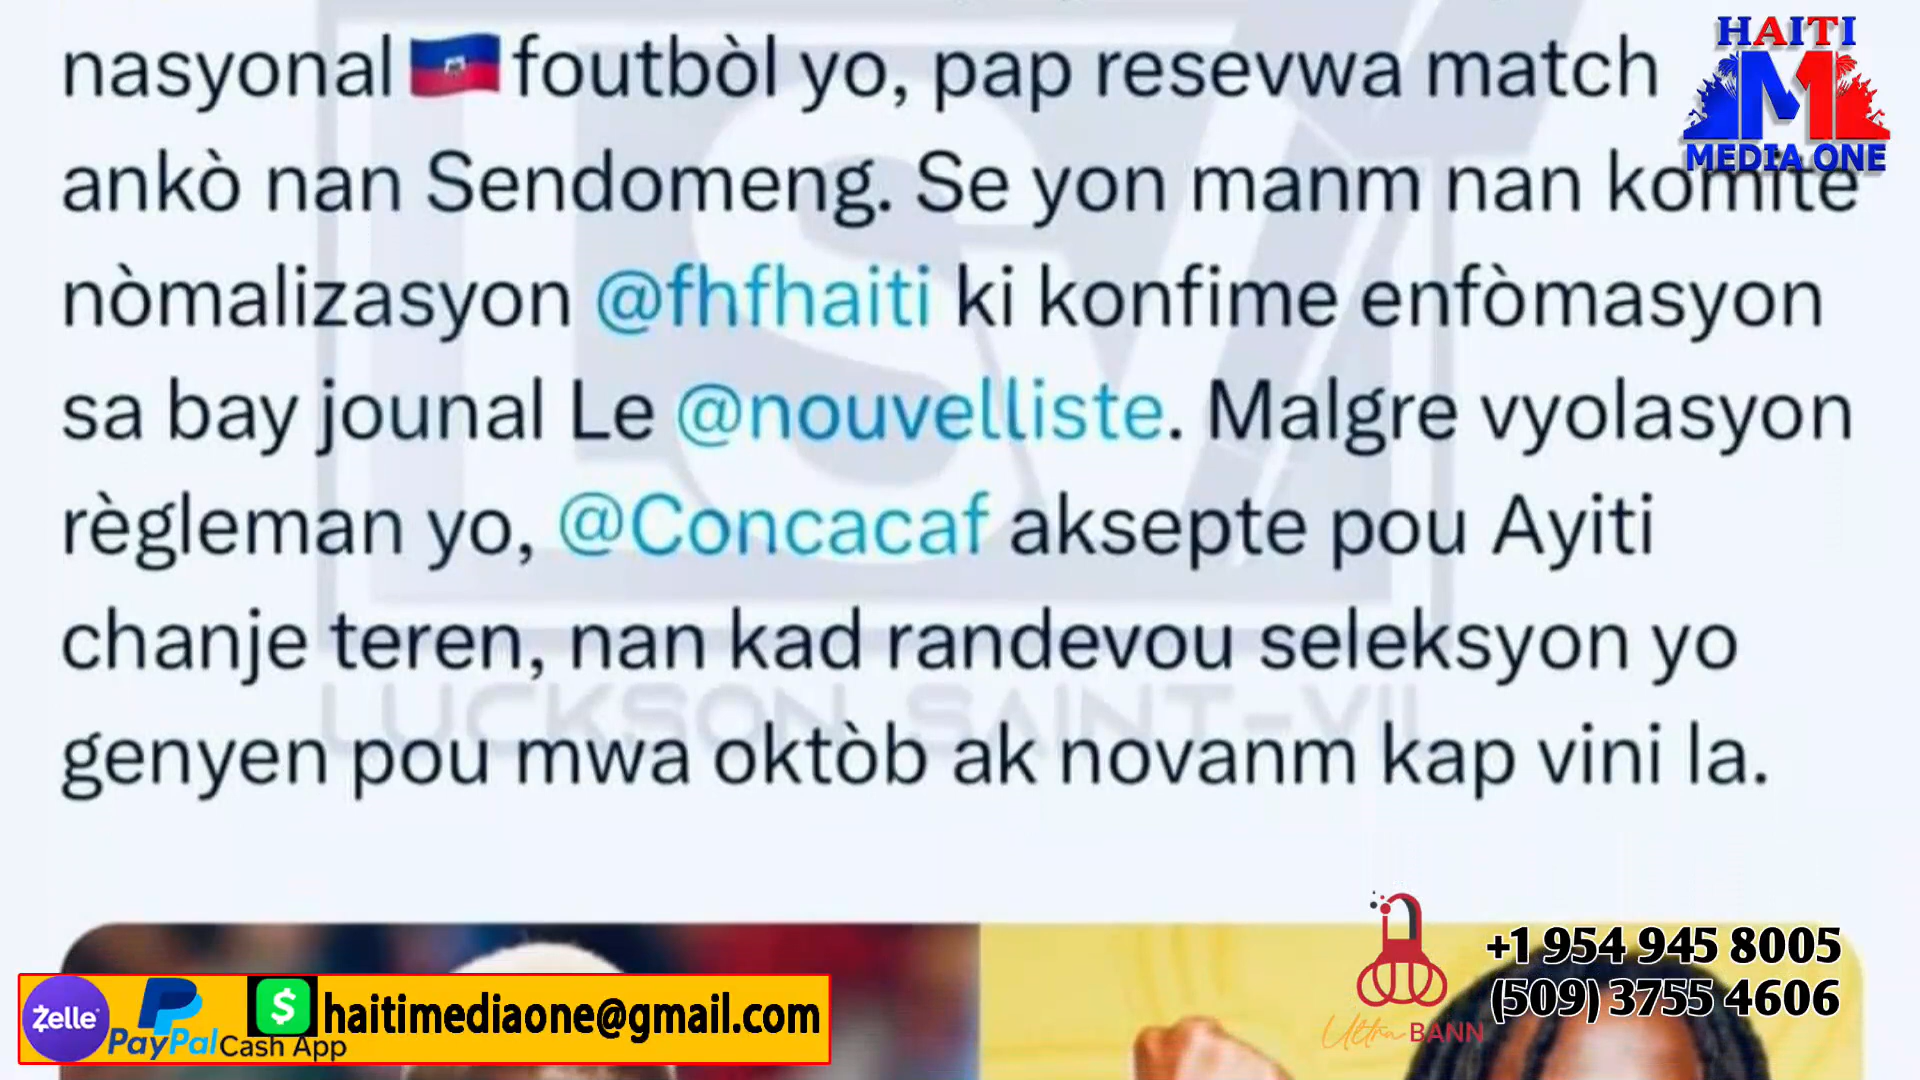 nasyonal 🇭🇹 foutbòl yo, pap resevwa match
ankò nan Sendomeng. Se yon manm nan komite
nòmalizasyon @fhfhaiti ki konfime enfòmasyon
sa bay jounal Le @nouvelliste. Malgre vyolasyon
règleman yo, @Concacaf aksepte pou Ayiti
chanje teren, nan kad randevou seleksyon yo
genyen pou mwa oktòb ak novanm kap vini la.
HAITI
MEDIA ONE
LSV
LUCKSON SAINT-VIL
Zelle
PayPal
Cash App
haitimediaone@gmail.com
Ultra BANN
+1 954 945 8005
(509) 3755 4606